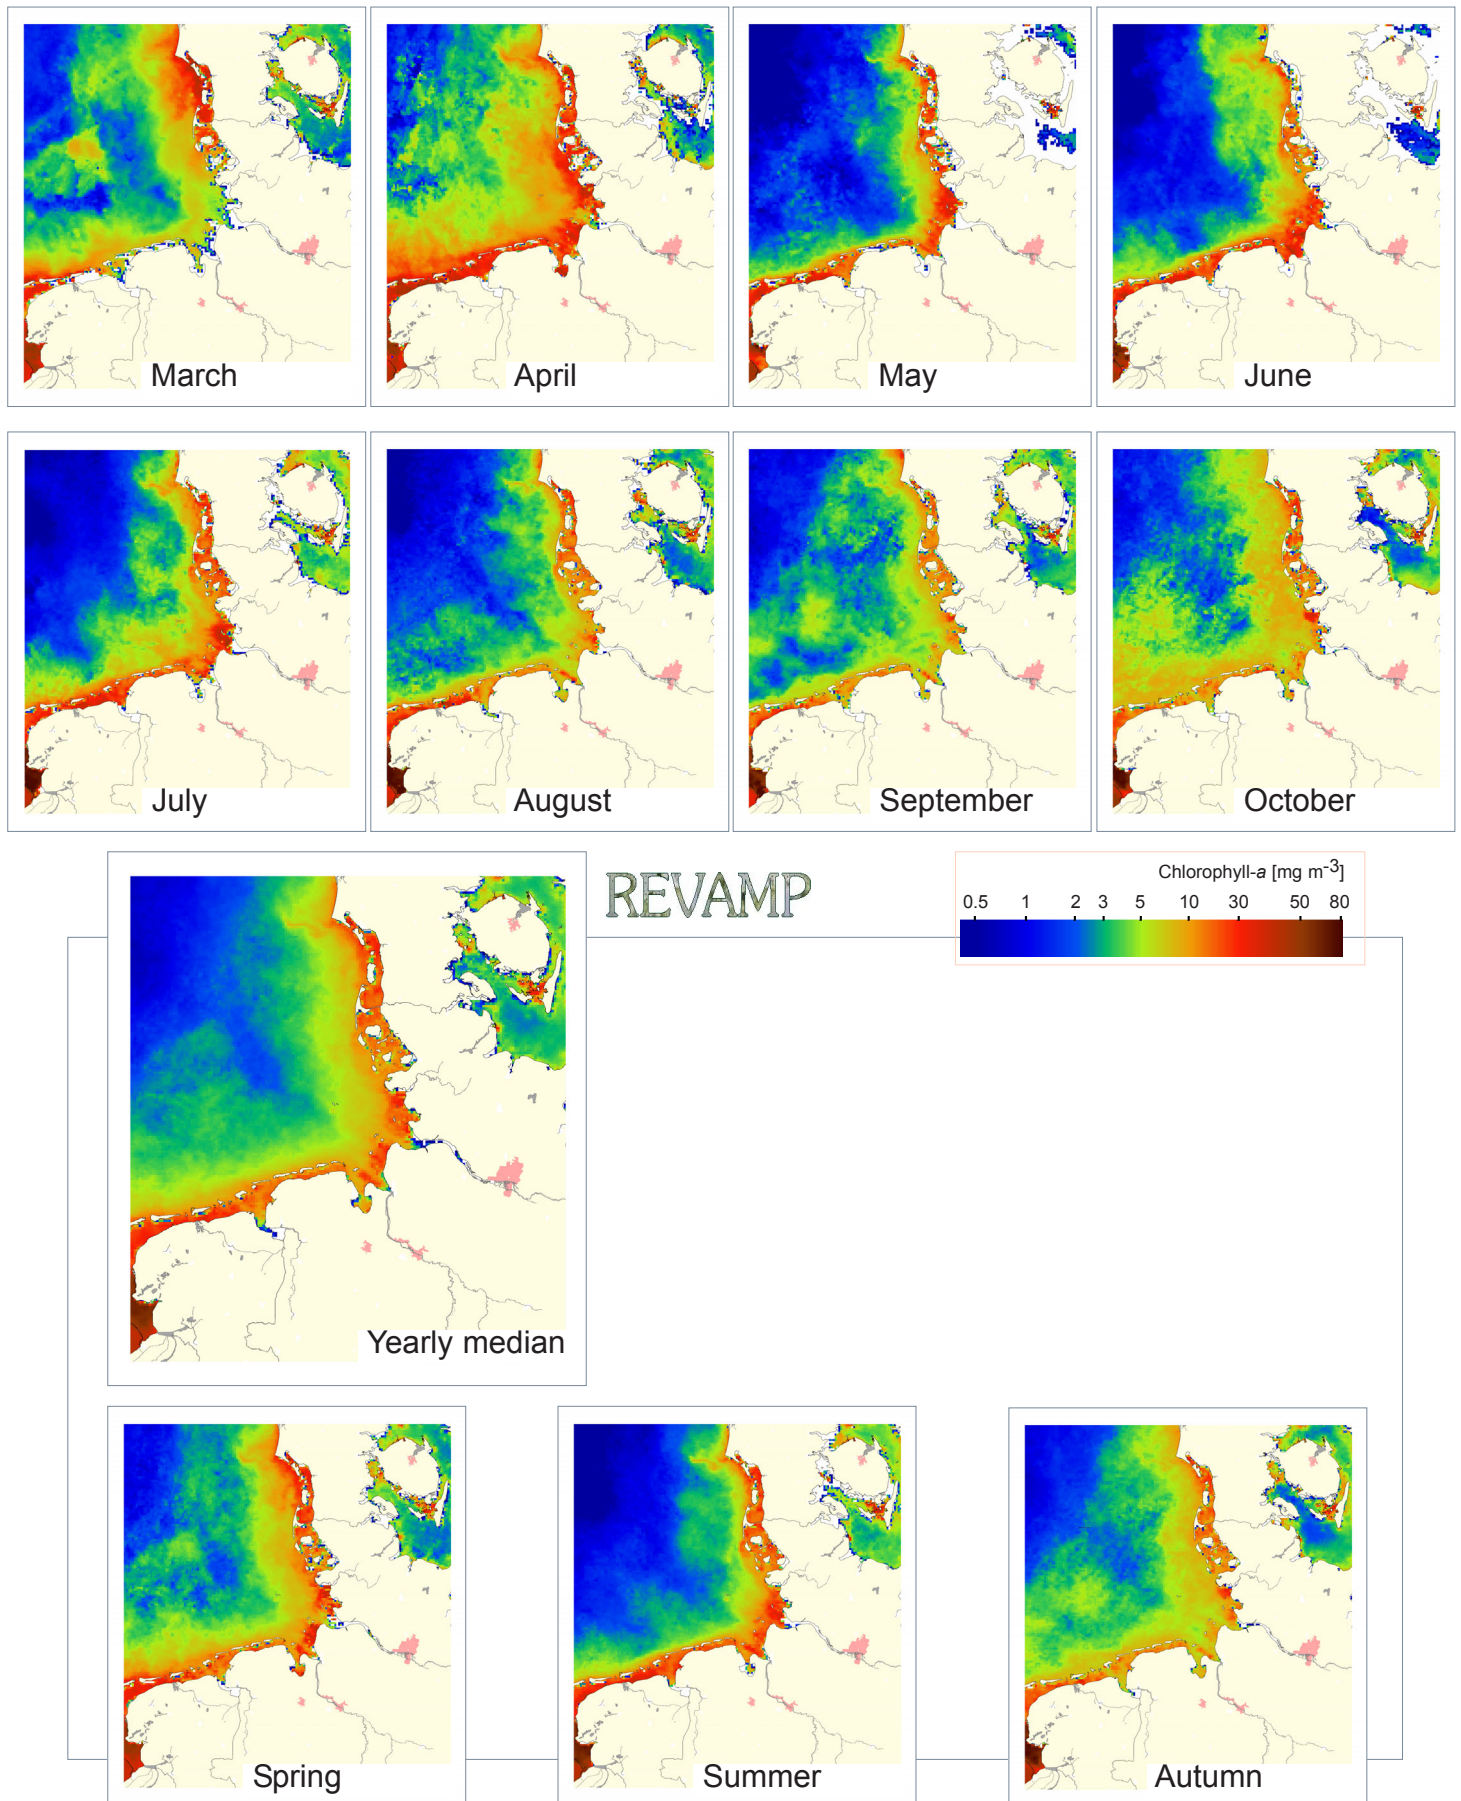 March
April
May
June
July
August
September
October
REVAMP
Chlorophyll-a [mg m-3]
0.5 1 2 3 5 10 30 50 80
Yearly median
Spring
Summer
Autumn